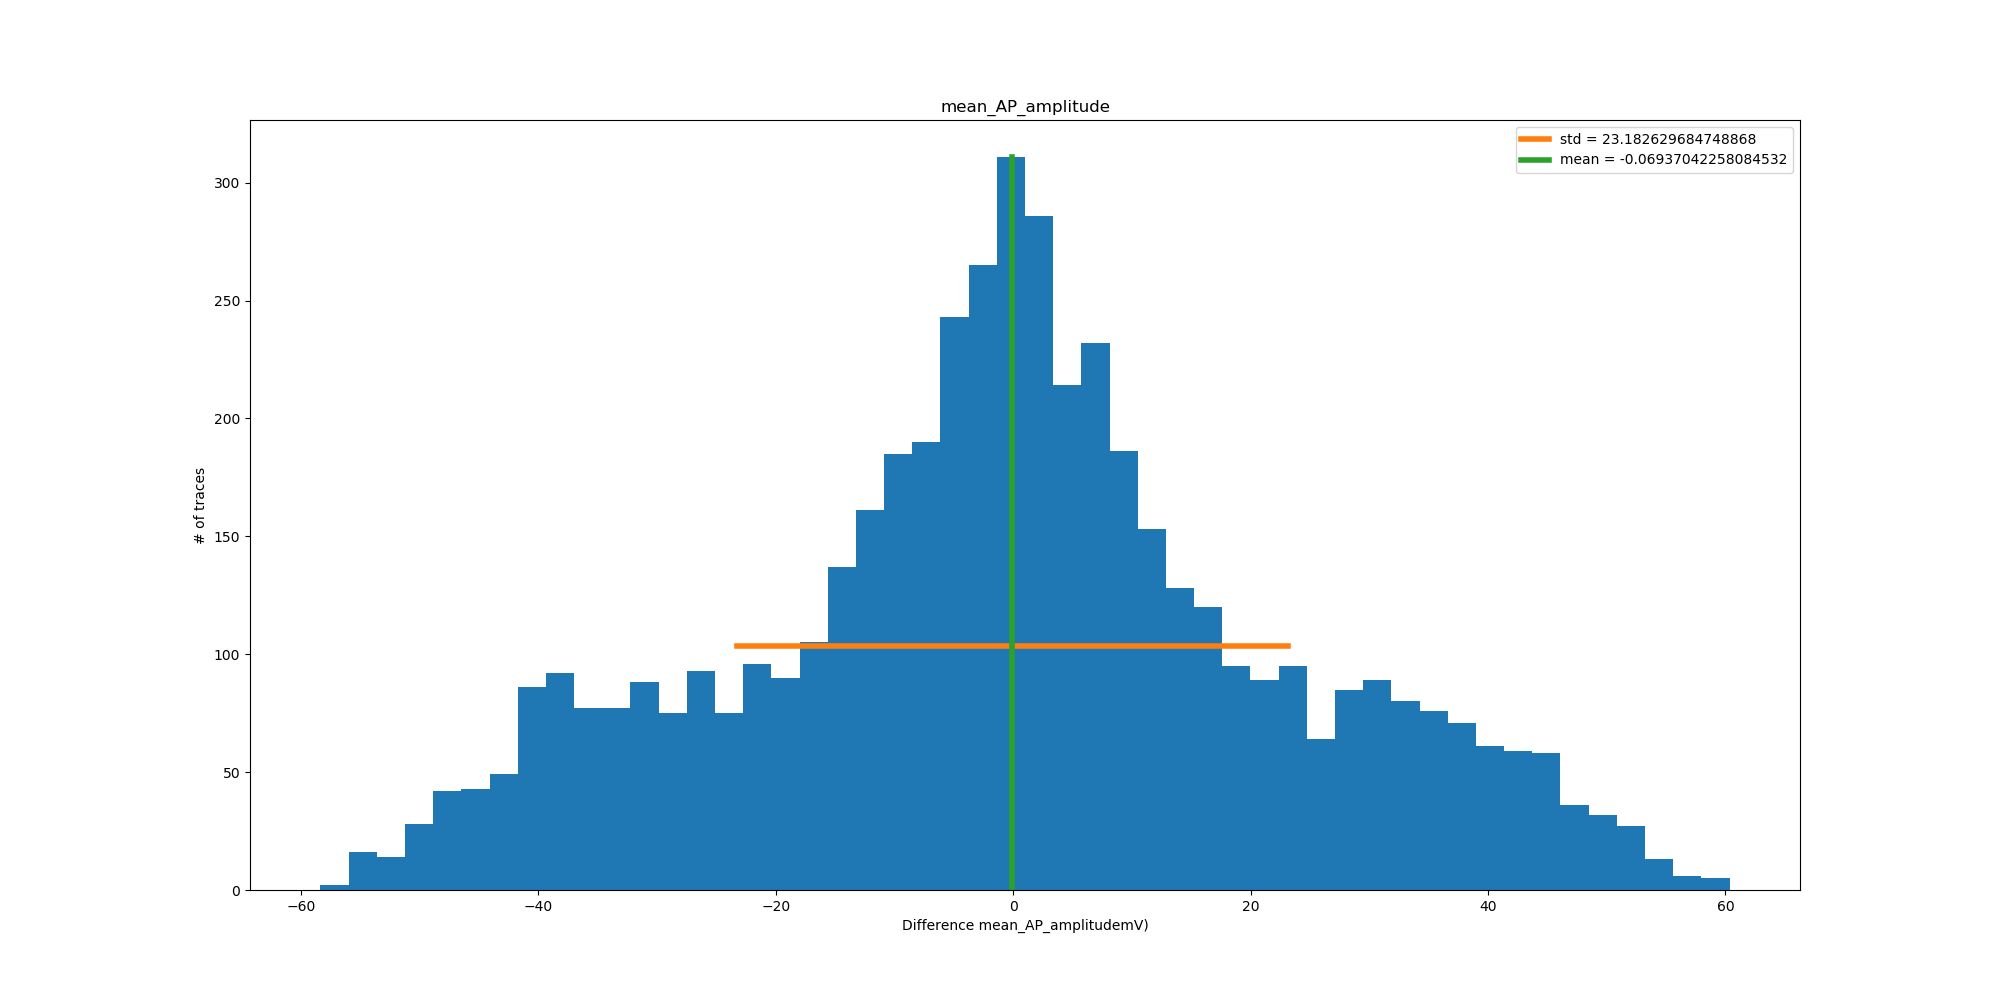 mean_AP_amplitude
std = 23.182629684748868
mean = -0.06937042258084532
300
250
200
150
100
50
0
# of traces
−60
−40
−20
0
20
40
60
Difference mean_AP_amplitudemV)